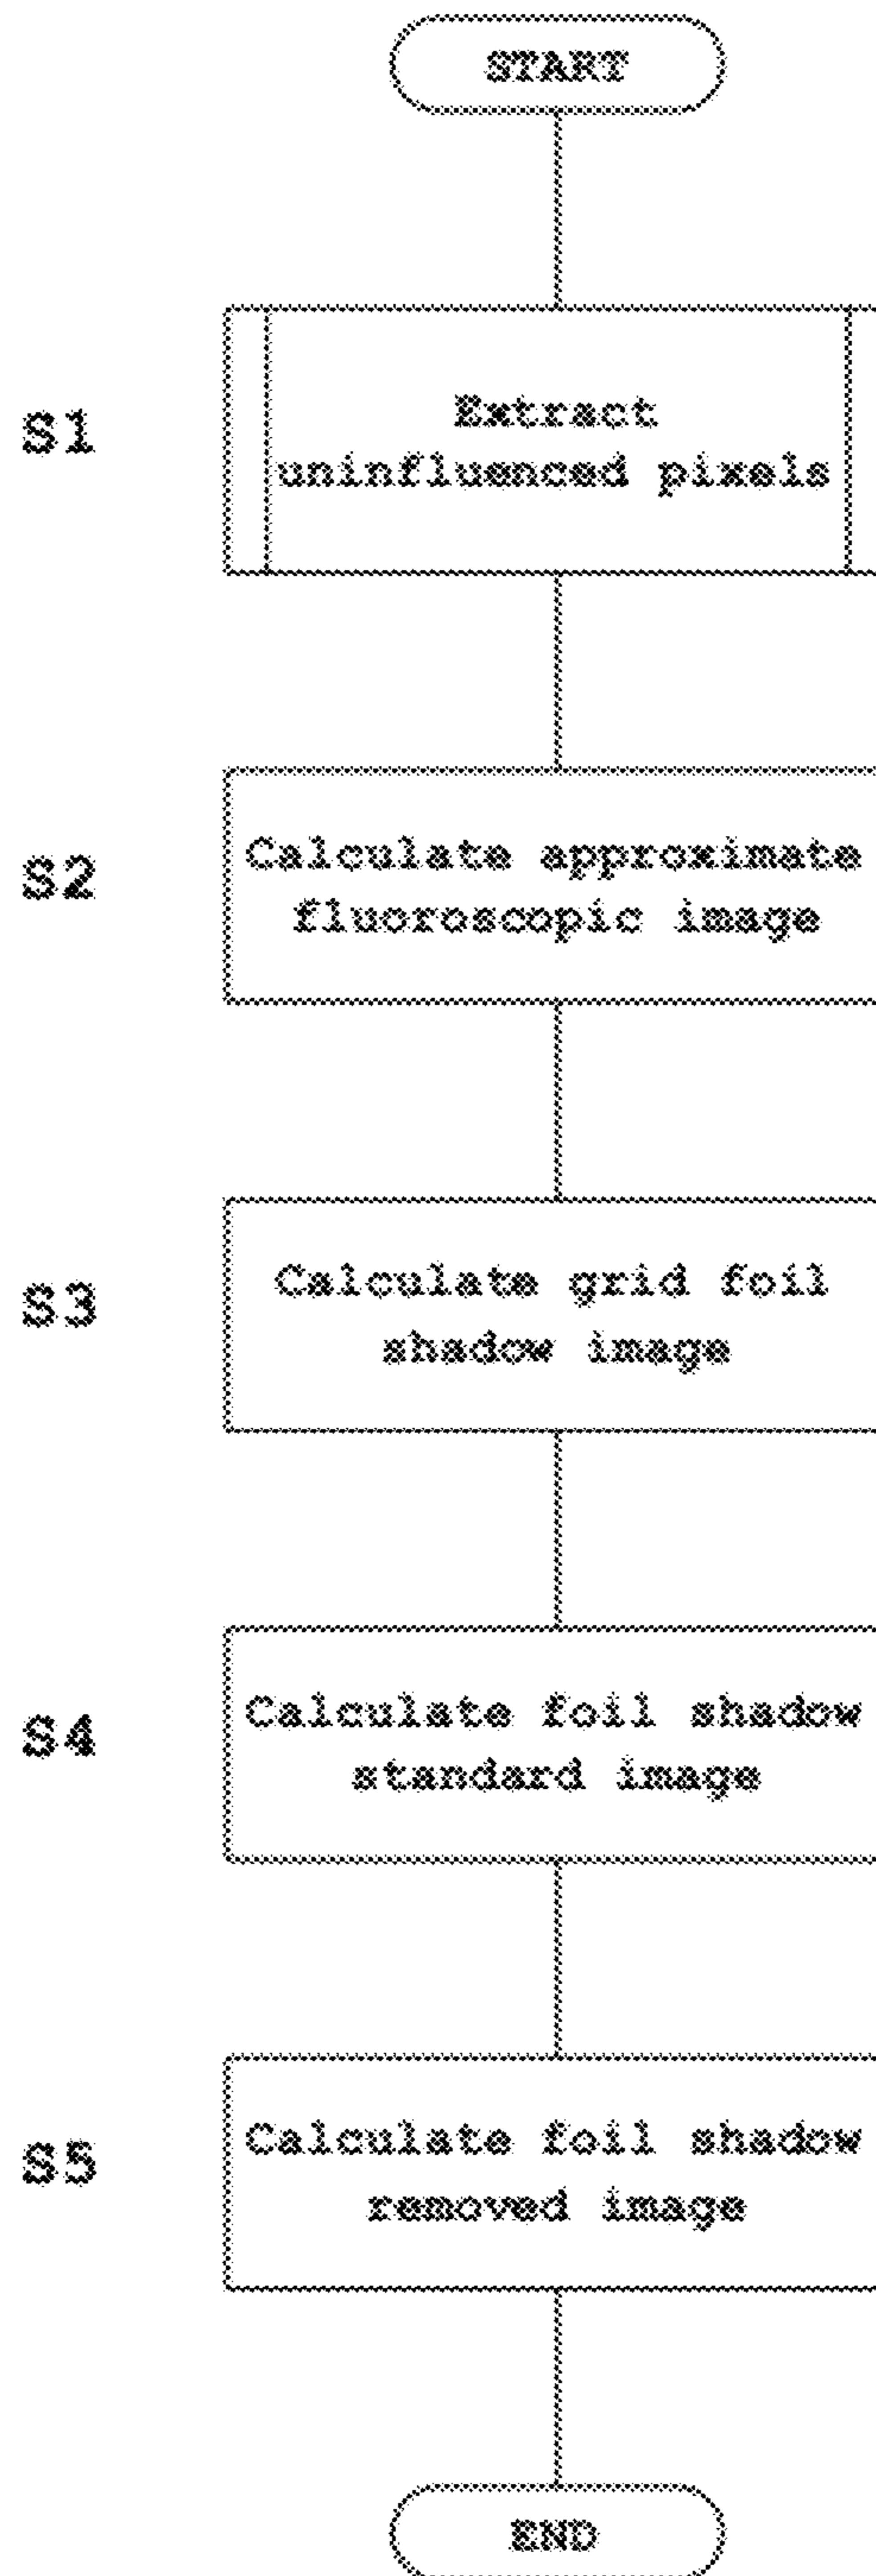 START
S1
Extract
uninfluenced pixels
S2
Calculate approximate
fluoroscopic image
S3
Calculate grid foil
shadow image
S4
Calculate foil shadow
standard image
S5
Calculate foil shadow
removed image
END